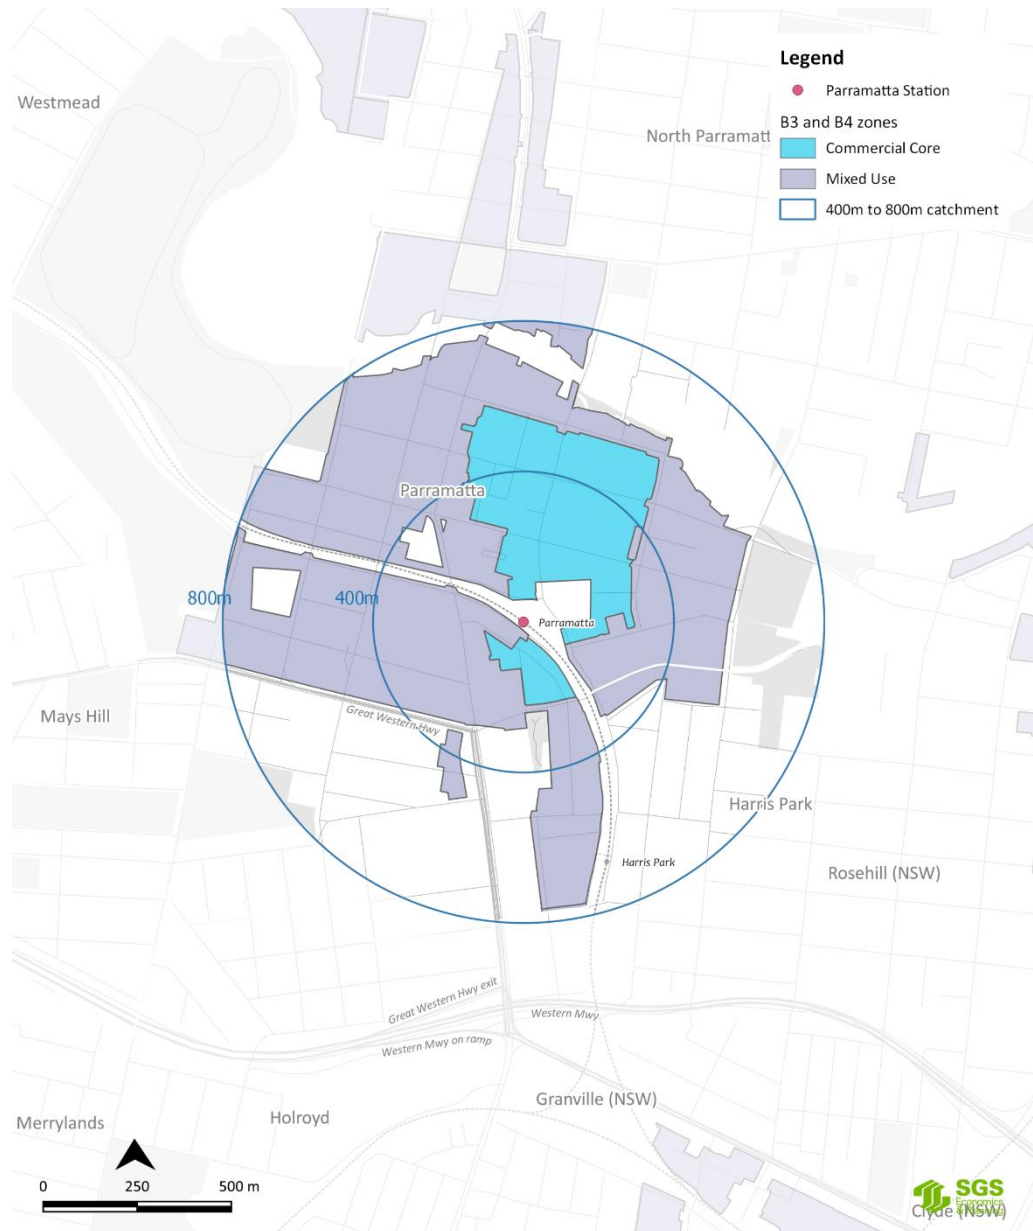 Legend
Parramatta Station
B3 and B4 zones
Commercial Core
Mixed Use
400m to 800m catchment
Westmead
North Parramatt
Parramatta
800m
400m
Parramatta
Mays Hill
Great Western Hwy
Harris Park
Harris Park
Rosehill (NSW)
Great Western Hwy exit
Western Mwy
Western Mwy on ramp
Granville (NSW)
Merrylands
Holroyd
0 250 500 m
SGS
Economics
& Planning
Clyde (NSW)